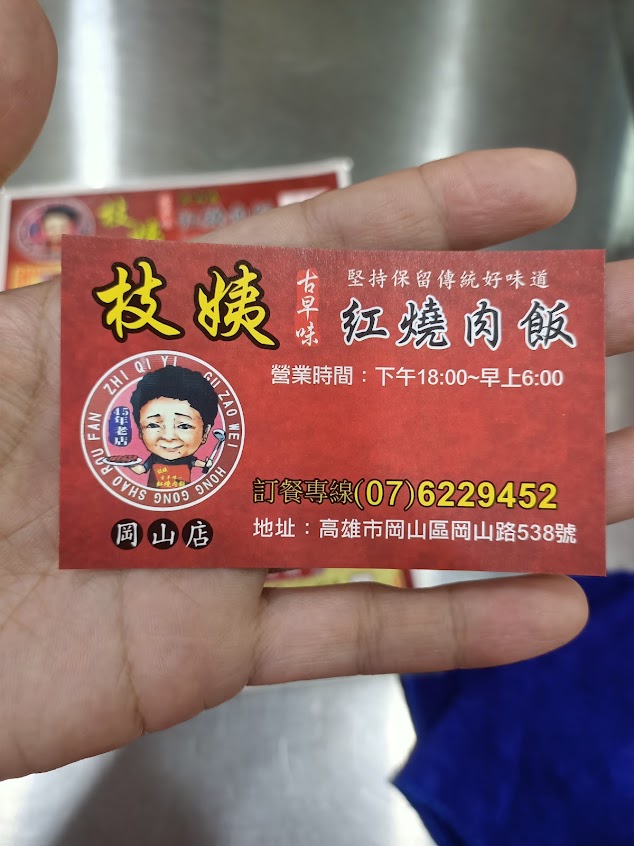 枝姨
古早味
堅持保留傳統好味道
紅燒肉飯
營業時間：下午18:00~早上6:00
ZHI QI YI GU ZAO WEI HONG GONG SHAO ROU FAN
45年老店
訂餐專線(07)6229452
岡山店
地址：高雄市岡山區岡山路538號
枝姨